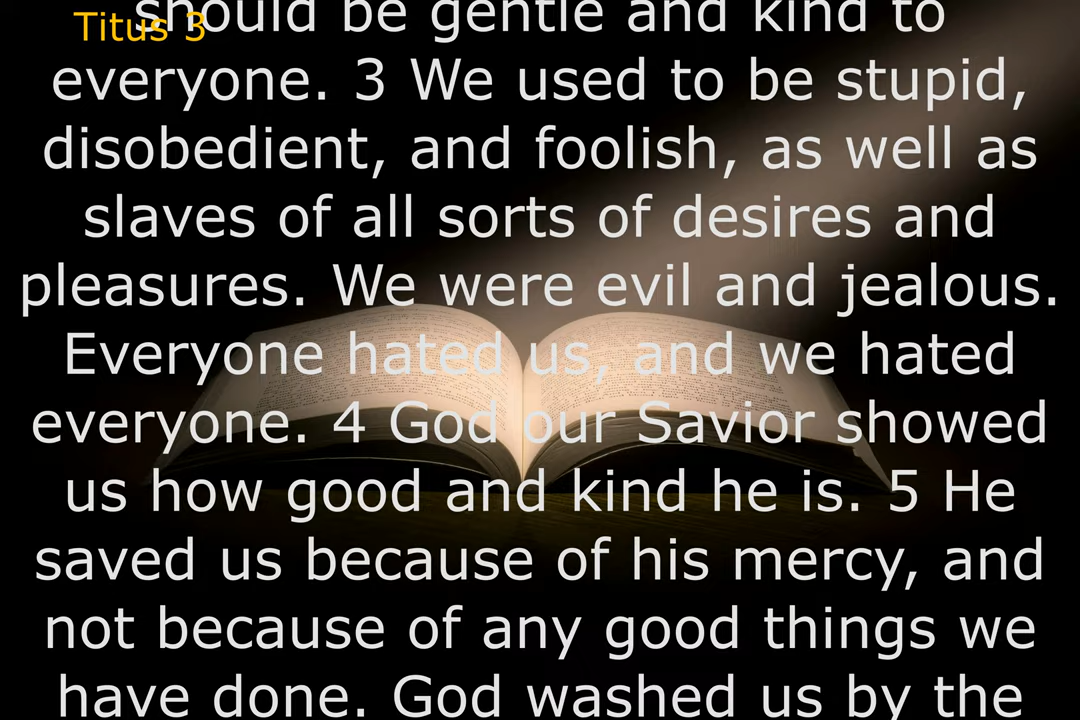 Titus 3
should be gentle and kind to
everyone. 3 We used to be stupid,
disobedient, and foolish, as well as
slaves of all sorts of desires and
pleasures. We were evil and jealous.
Everyone hated us, and we hated
everyone. 4 God our Savior showed
us how good and kind he is. 5 He
saved us because of his mercy, and
not because of any good things we
have done. God washed us by the